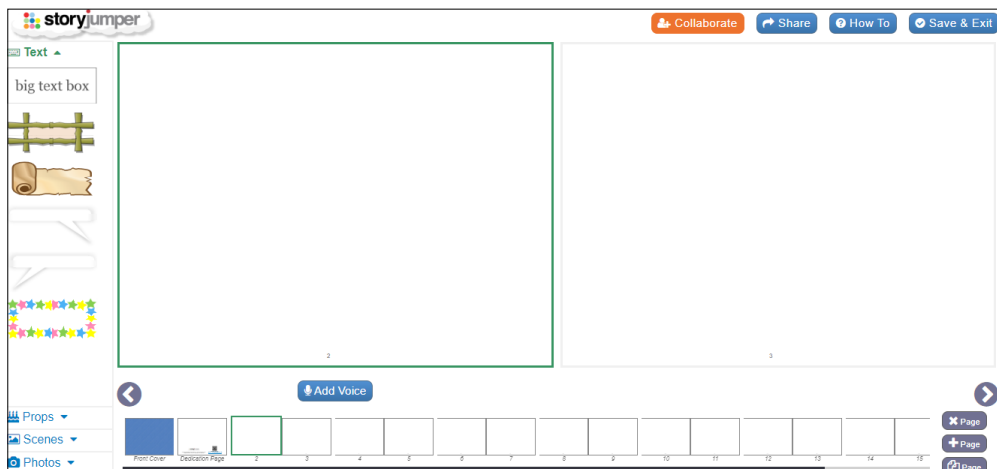 storyjumper
Collaborate
Share
How To
Save & Exit
Text
big text box
2
3
Add Voice
Props
Scenes
Photos
Front Cover
Dedication Page
2
3
4
5
6
7
8
9
10
11
12
13
14
15
Page
Page
Page